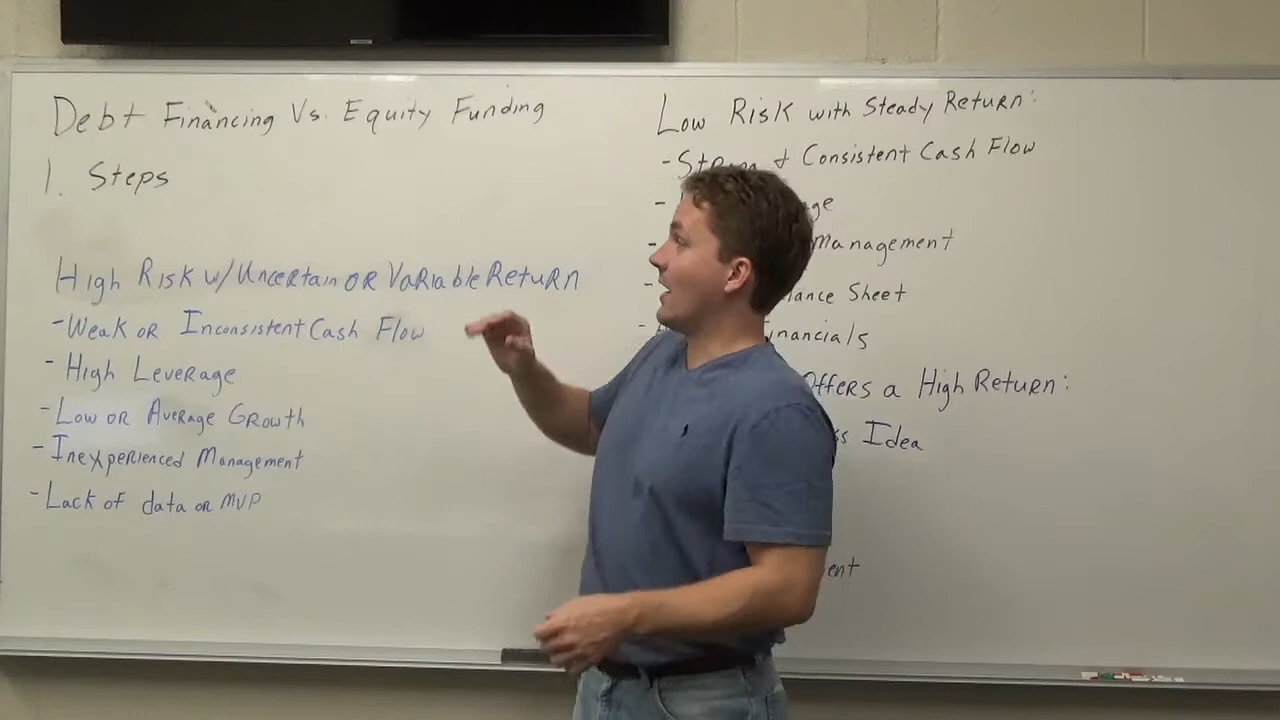 Debt Financing Vs. Equity Funding
1. Steps
High Risk w/ Uncertain or Variable Return
- Weak or Inconsistent Cash Flow
- High Leverage
- Low or Average Growth
- Inexperienced Management
- Lack of data or MVP
Low Risk with Steady Return:
- Strong & Consistent Cash Flow
-
- Management
- Sheet
-
Offers a High Return:
Idea